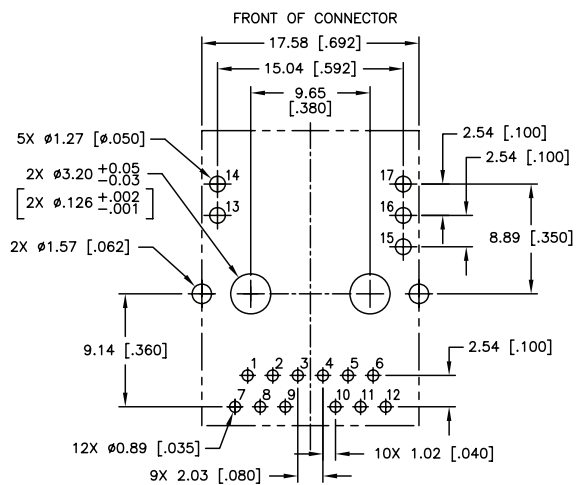 FRONT OF CONNECTOR
17.58 [.692]
15.04 [.592]
9.65
[.380]
5X ø1.27 [ø.050]
2X ø3.20 +0.05
-0.03
[2X ø.126 +.002
-.001]
2X ø1.57 [.062]
14
13
17
16
15
2.54 [.100]
2.54 [.100]
8.89 [.350]
9.14 [.360]
1 2 3 4 5 6
7 8 9 10 11 12
2.54 [.100]
12X ø0.89 [.035]
10X 1.02 [.040]
9X 2.03 [.080]